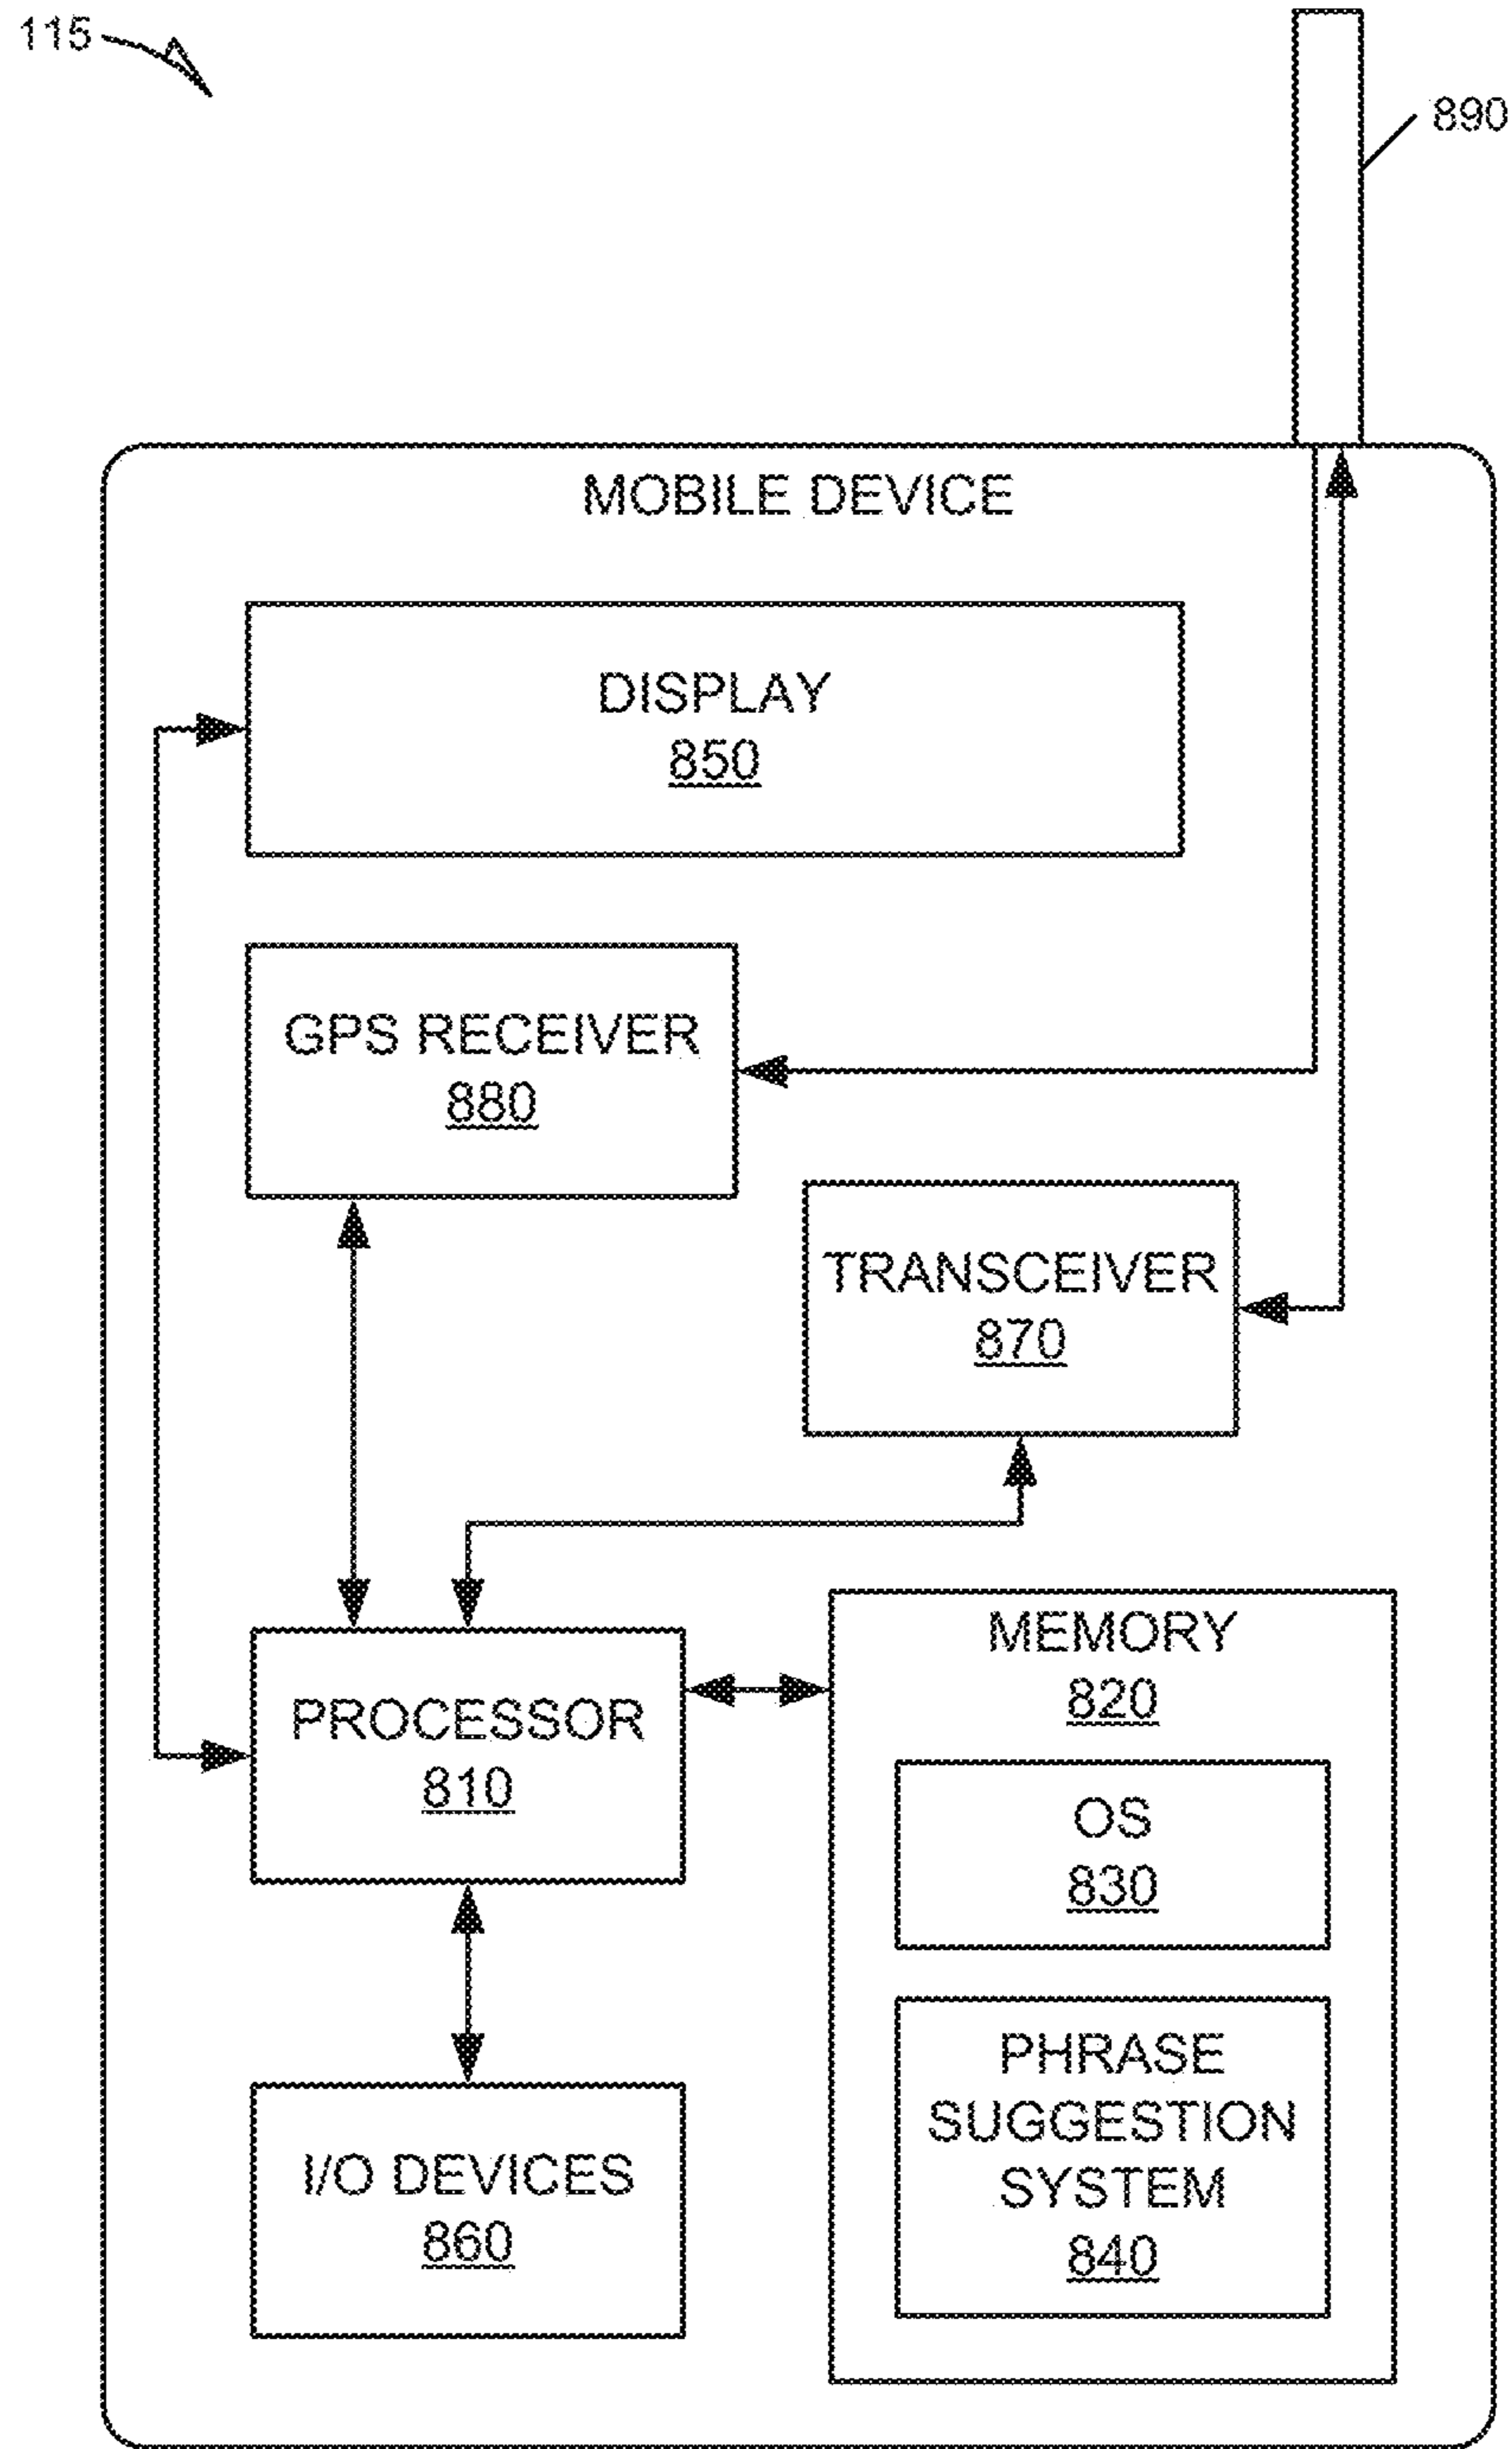 115
890
MOBILE DEVICE
DISPLAY
850
GPS RECEIVER
880
TRANSCEIVER
870
PROCESSOR
810
MEMORY
820
OS
830
PHRASE
SUGGESTION
SYSTEM
840
I/O DEVICES
860